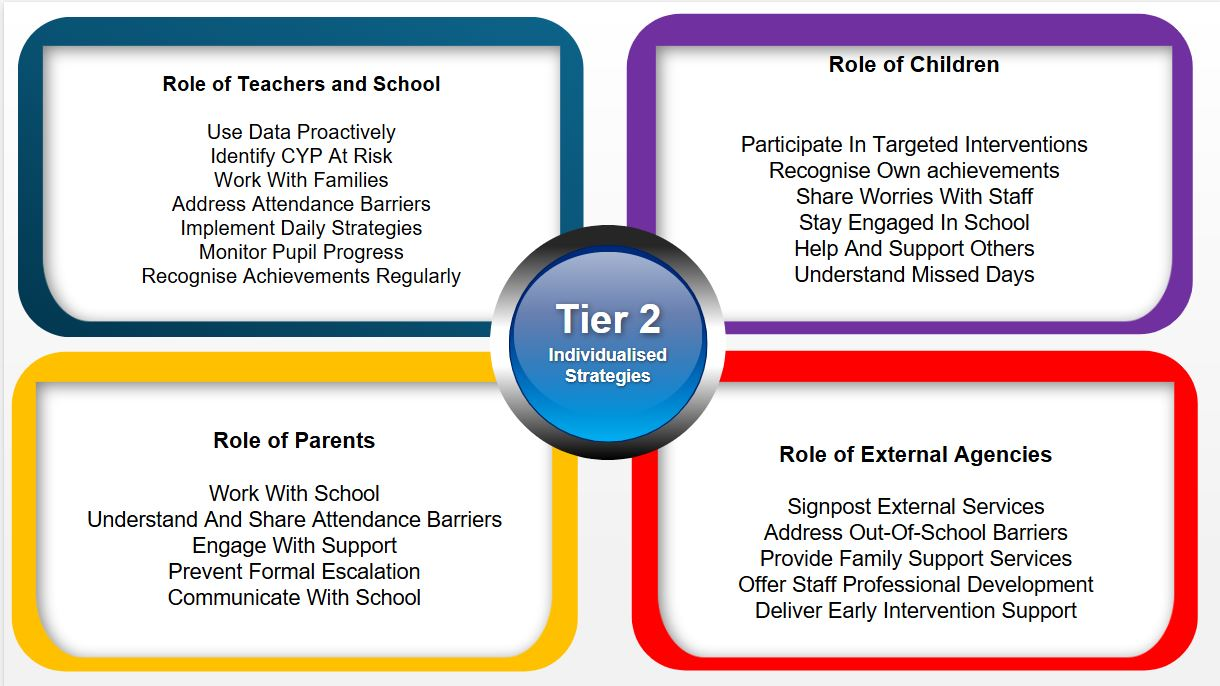 Role of Teachers and School
Use Data Proactively
Identify CYP At Risk
Work With Families
Address Attendance Barriers
Implement Daily Strategies
Monitor Pupil Progress
Recognise Achievements Regularly
Role of Children
Participate In Targeted Interventions
Recognise Own achievements
Share Worries With Staff
Stay Engaged In School
Help And Support Others
Understand Missed Days
Tier 2
Individualised
Strategies
Role of Parents
Work With School
Understand And Share Attendance Barriers
Engage With Support
Prevent Formal Escalation
Communicate With School
Role of External Agencies
Signpost External Services
Address Out-Of-School Barriers
Provide Family Support Services
Offer Staff Professional Development
Deliver Early Intervention Support